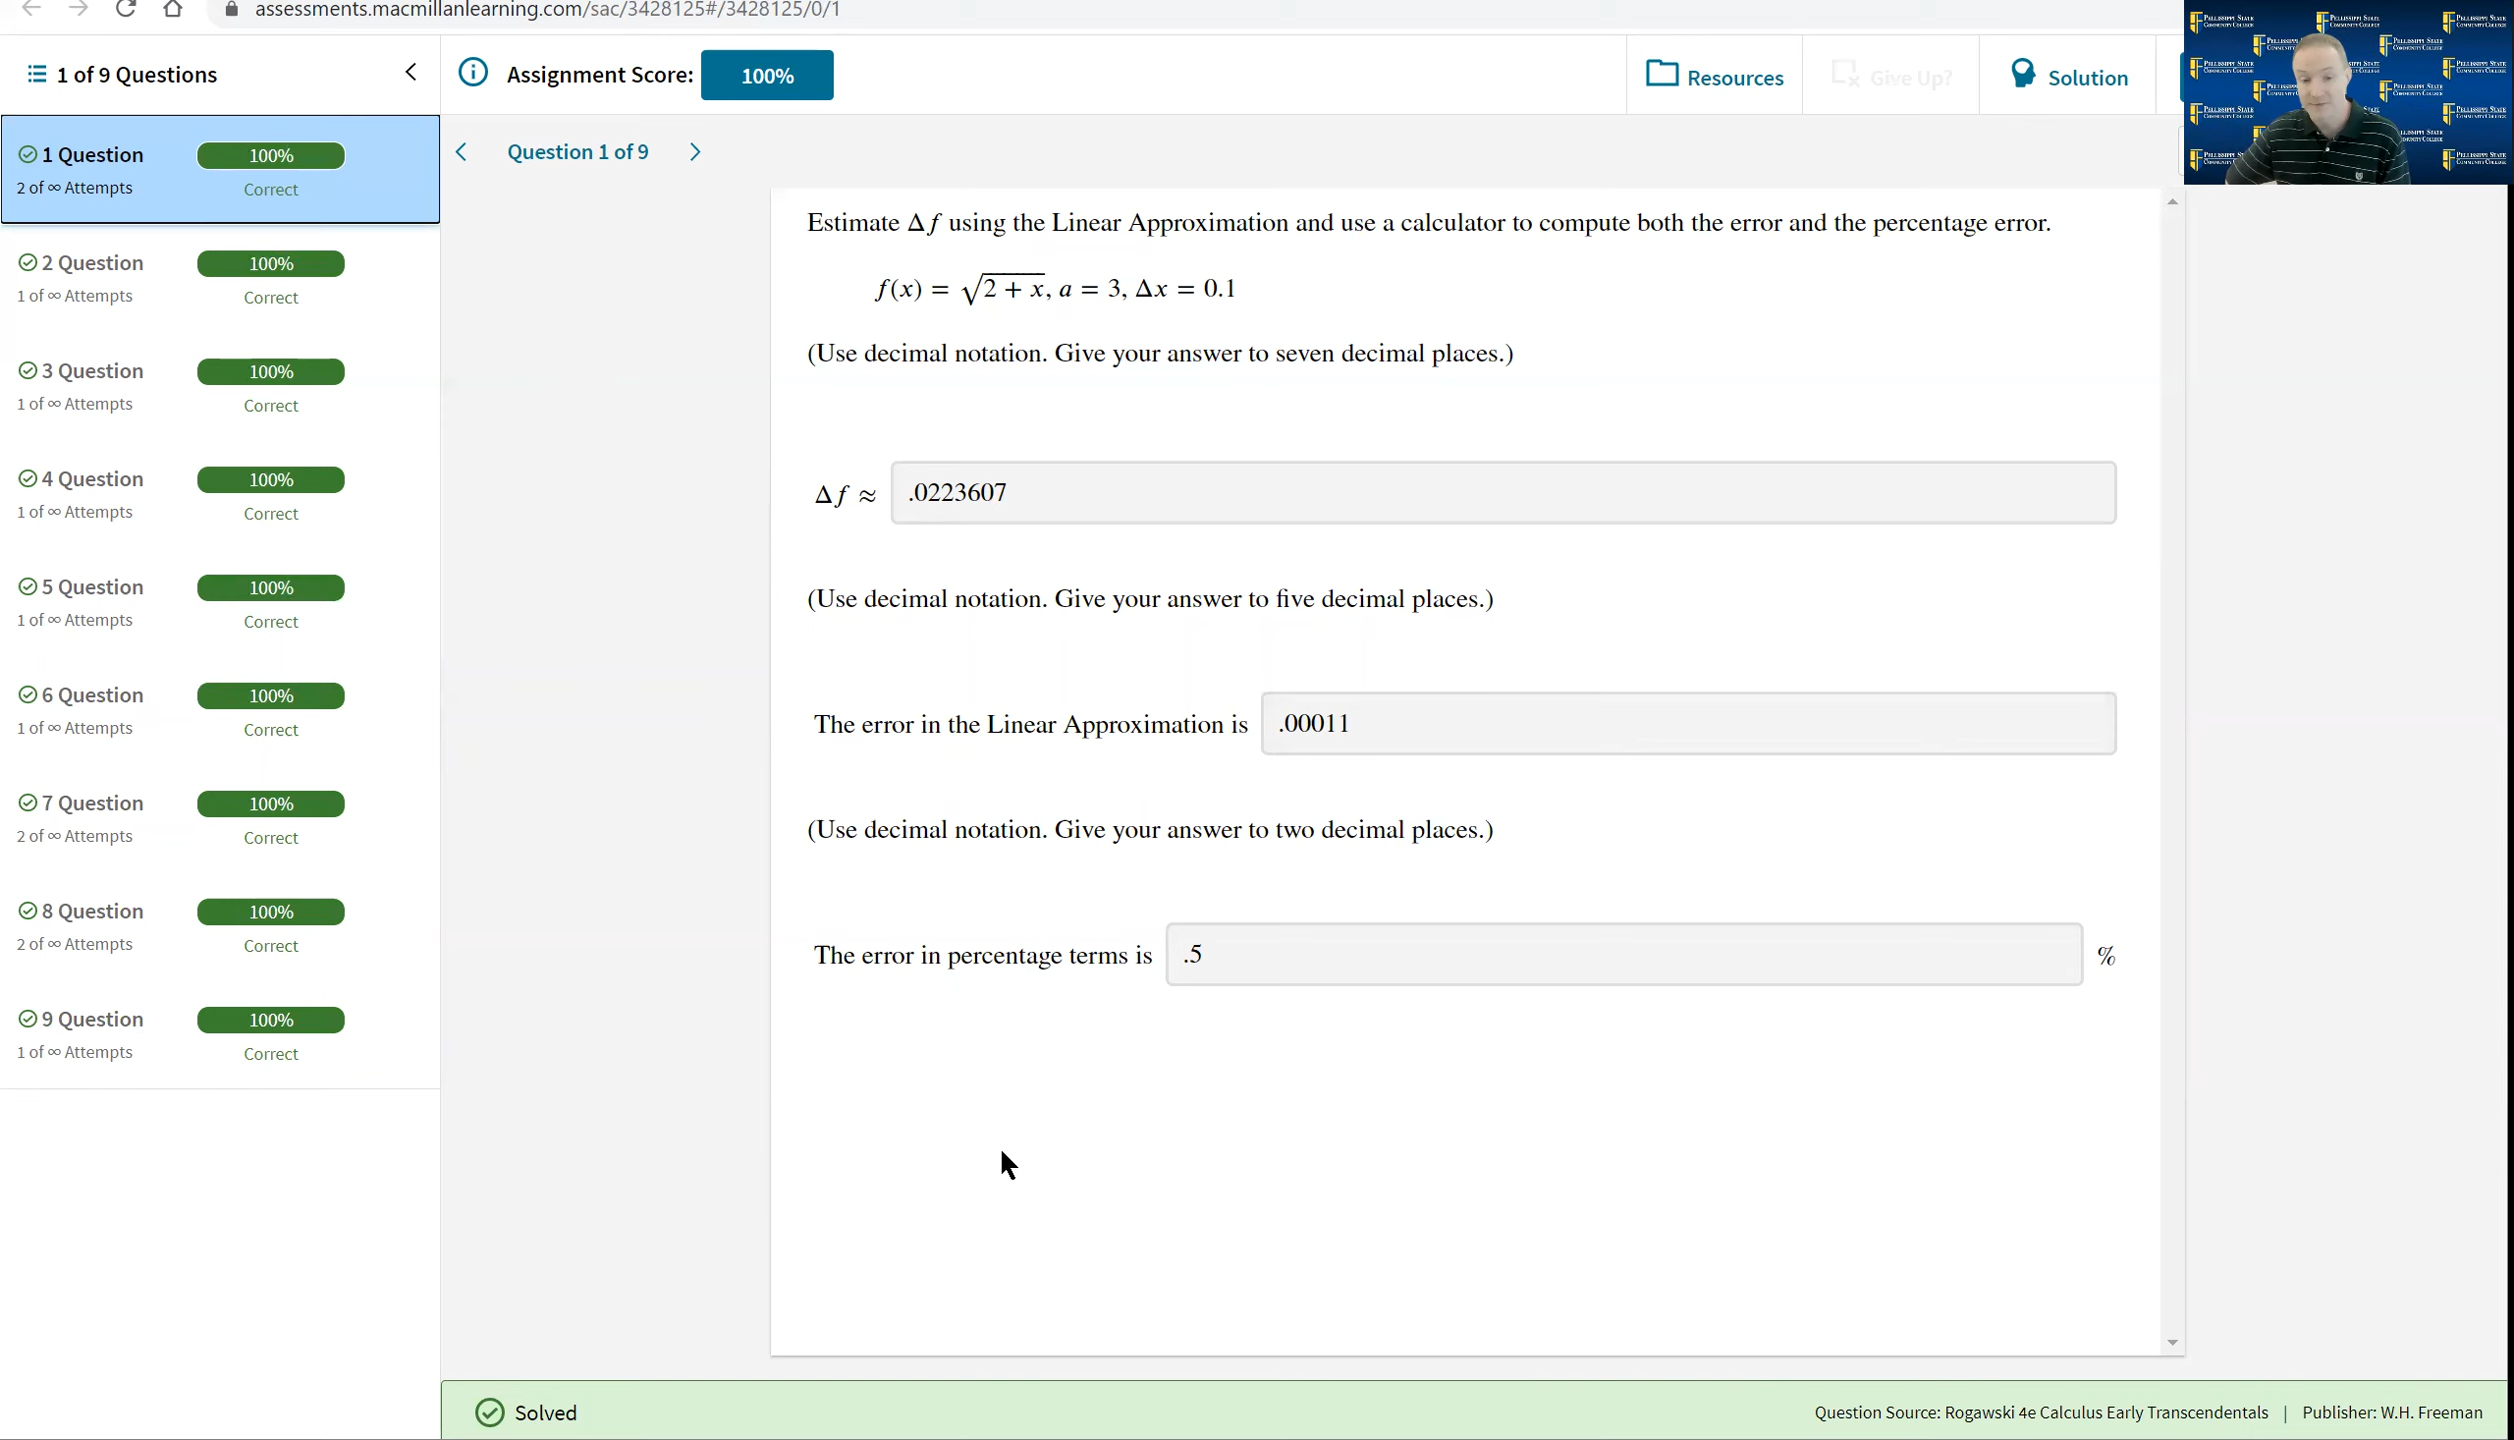 assessments.macmillanlearning.com/sac/3428125#/3428125/0/1
1 of 9 Questions
Assignment Score: 100%
Resources
Give Up?
Solution
1 Question 100%
2 of ∞ Attempts Correct
2 Question 100%
1 of ∞ Attempts Correct
3 Question 100%
1 of ∞ Attempts Correct
4 Question 100%
1 of ∞ Attempts Correct
5 Question 100%
1 of ∞ Attempts Correct
6 Question 100%
1 of ∞ Attempts Correct
7 Question 100%
2 of ∞ Attempts Correct
8 Question 100%
2 of ∞ Attempts Correct
9 Question 100%
1 of ∞ Attempts Correct
Question 1 of 9
Estimate Δf using the Linear Approximation and use a calculator to compute both the error and the percentage error.
f(x) = √(2 + x), a = 3, Δx = 0.1
(Use decimal notation. Give your answer to seven decimal places.)
Δf ≈ .0223607
(Use decimal notation. Give your answer to five decimal places.)
The error in the Linear Approximation is .00011
(Use decimal notation. Give your answer to two decimal places.)
The error in percentage terms is .5 %
Solved
Question Source: Rogawski 4e Calculus Early Transcendentals | Publisher: W.H. Freeman
PELLISSIPPI STATE
COMMUNITY COLLEGE